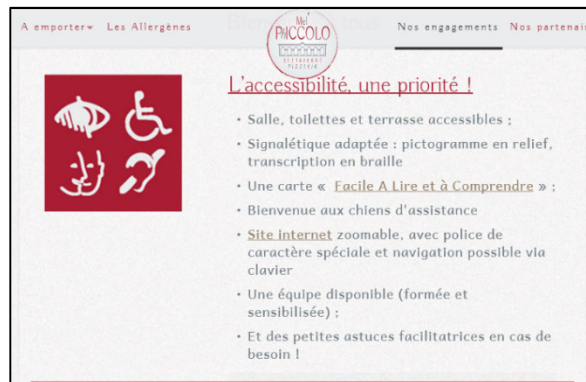 A emporter Les Allergènes
Mel'
PICCOLO
RESTAURANT
PIZZERIA
Nos engagements Nos partenair
L'accessibilité, une priorité !
• Salle, toilettes et terrasse accessibles ;
• Signalétique adaptée : pictogramme en relief,
transcription en braille
• Une carte « Facile A Lire et à Comprendre » ;
• Bienvenue aux chiens d'assistance
• Site internet zoomable, avec police de
caractère spéciale et navigation possible via
clavier
• Une équipe disponible (formée et
sensibilisée) ;
• Et des petites astuces facilitatrices en cas de
besoin !